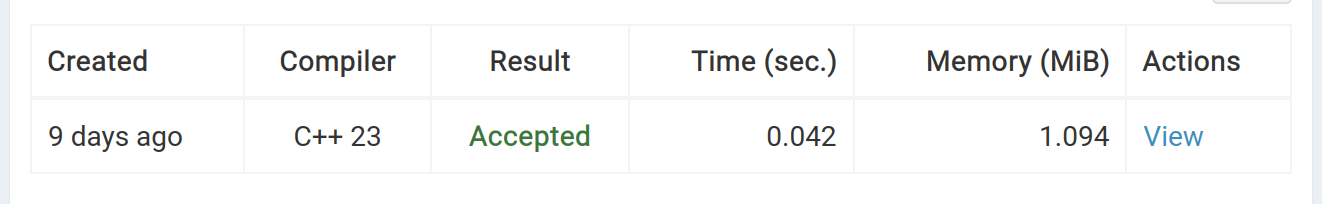 Created Compiler Result Time (sec.) Memory (MiB) Actions
9 days ago C++ 23 Accepted 0.042 1.094 View